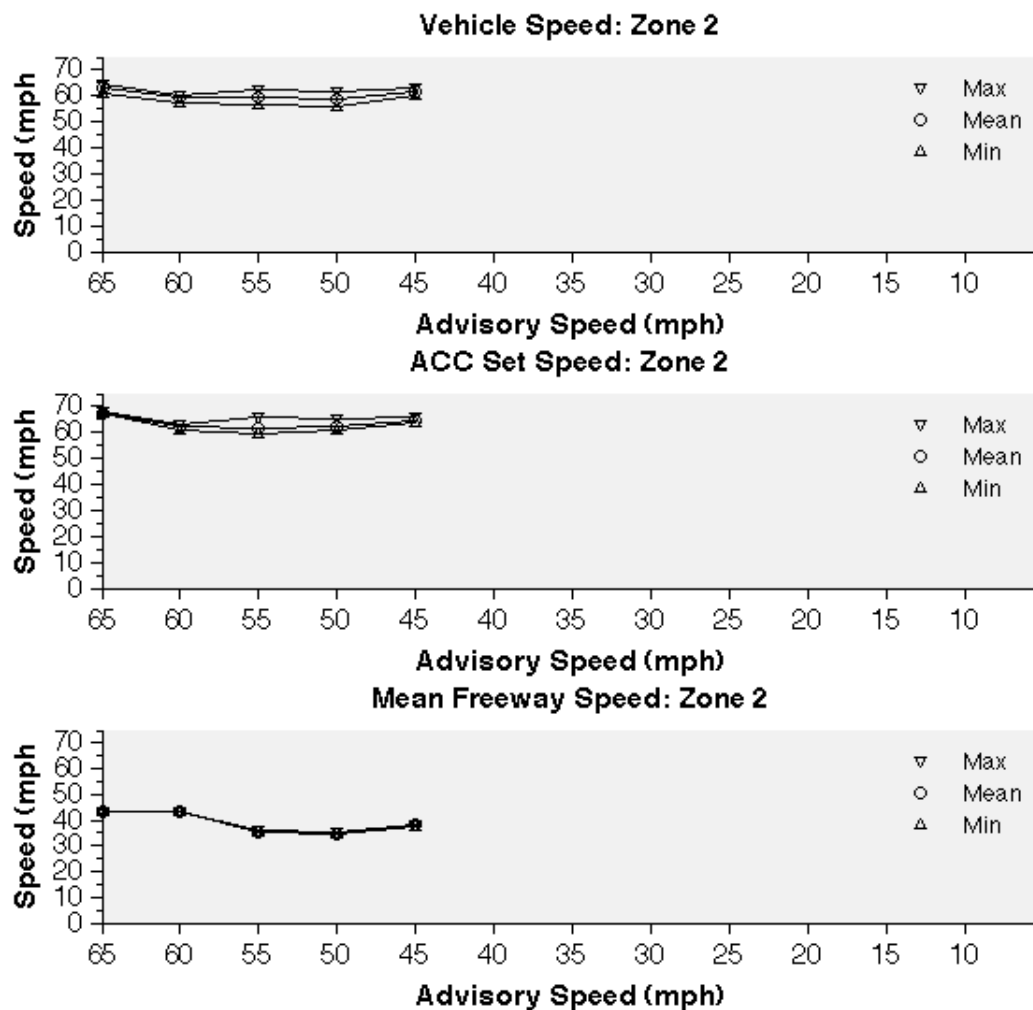 Vehicle Speed: Zone 2
Speed (mph
70
60
50
40
30
20
10
0
Max
Mean
Min
65 60 55 50 45 40 35 30 25 20 15 10
Advisory Speed (mph)
ACC Set Speed: Zone 2
Speed (mph
70
60
50
40
30
20
10
0
Max
Mean
Min
65 60 55 50 45 40 35 30 25 20 15 10
Advisory Speed (mph)
Mean Freeway Speed: Zone 2
Speed (mph
70
60
50
40
30
20
10
0
Max
Mean
Min
65 60 55 50 45 40 35 30 25 20 15 10
Advisory Speed (mph)